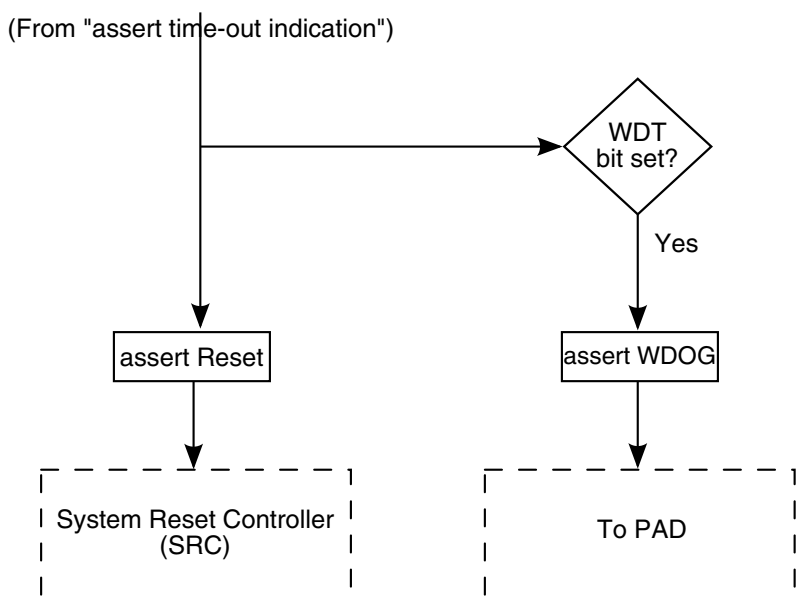 (From "assert time-out indication")
WDT
bit set?
Yes
assert Reset
assert WDOG
System Reset Controller
(SRC)
To PAD